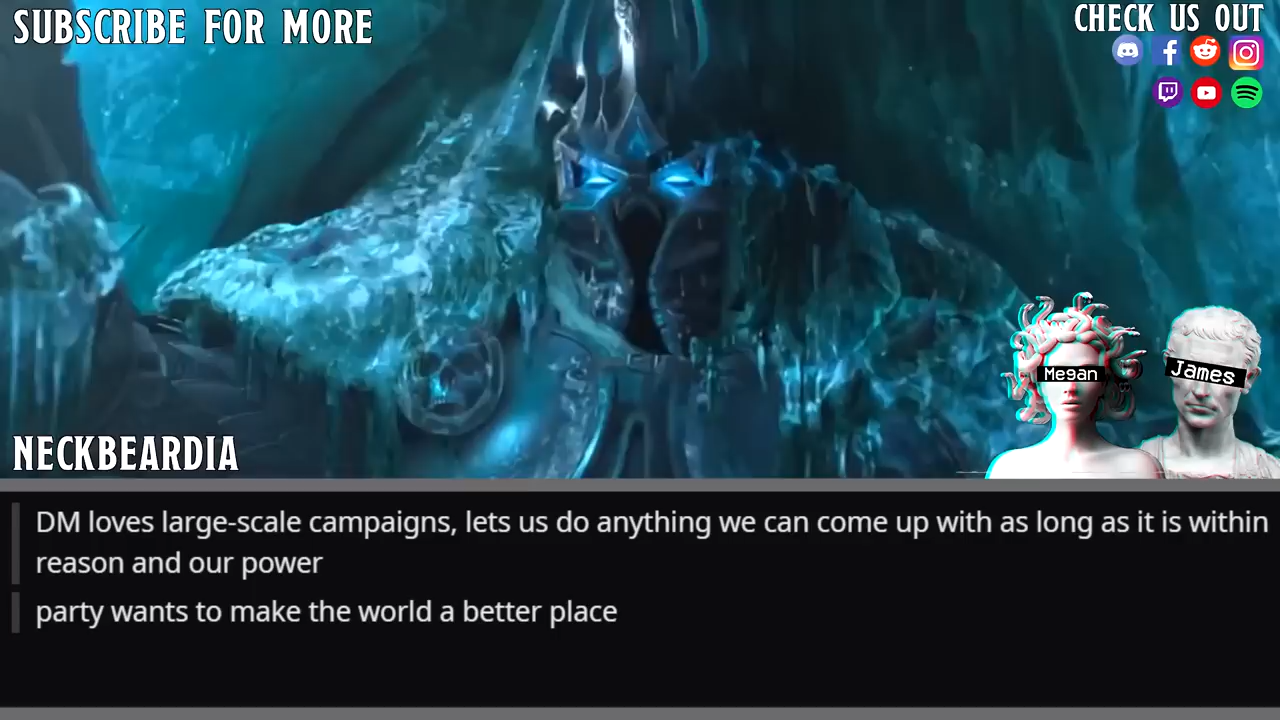 SUBSCRIBE FOR MORE
CHECK US OUT
Megan
James
NECKBEARDIA
DM loves large-scale campaigns, lets us do anything we can come up with as long as it is within
reason and our power
party wants to make the world a better place